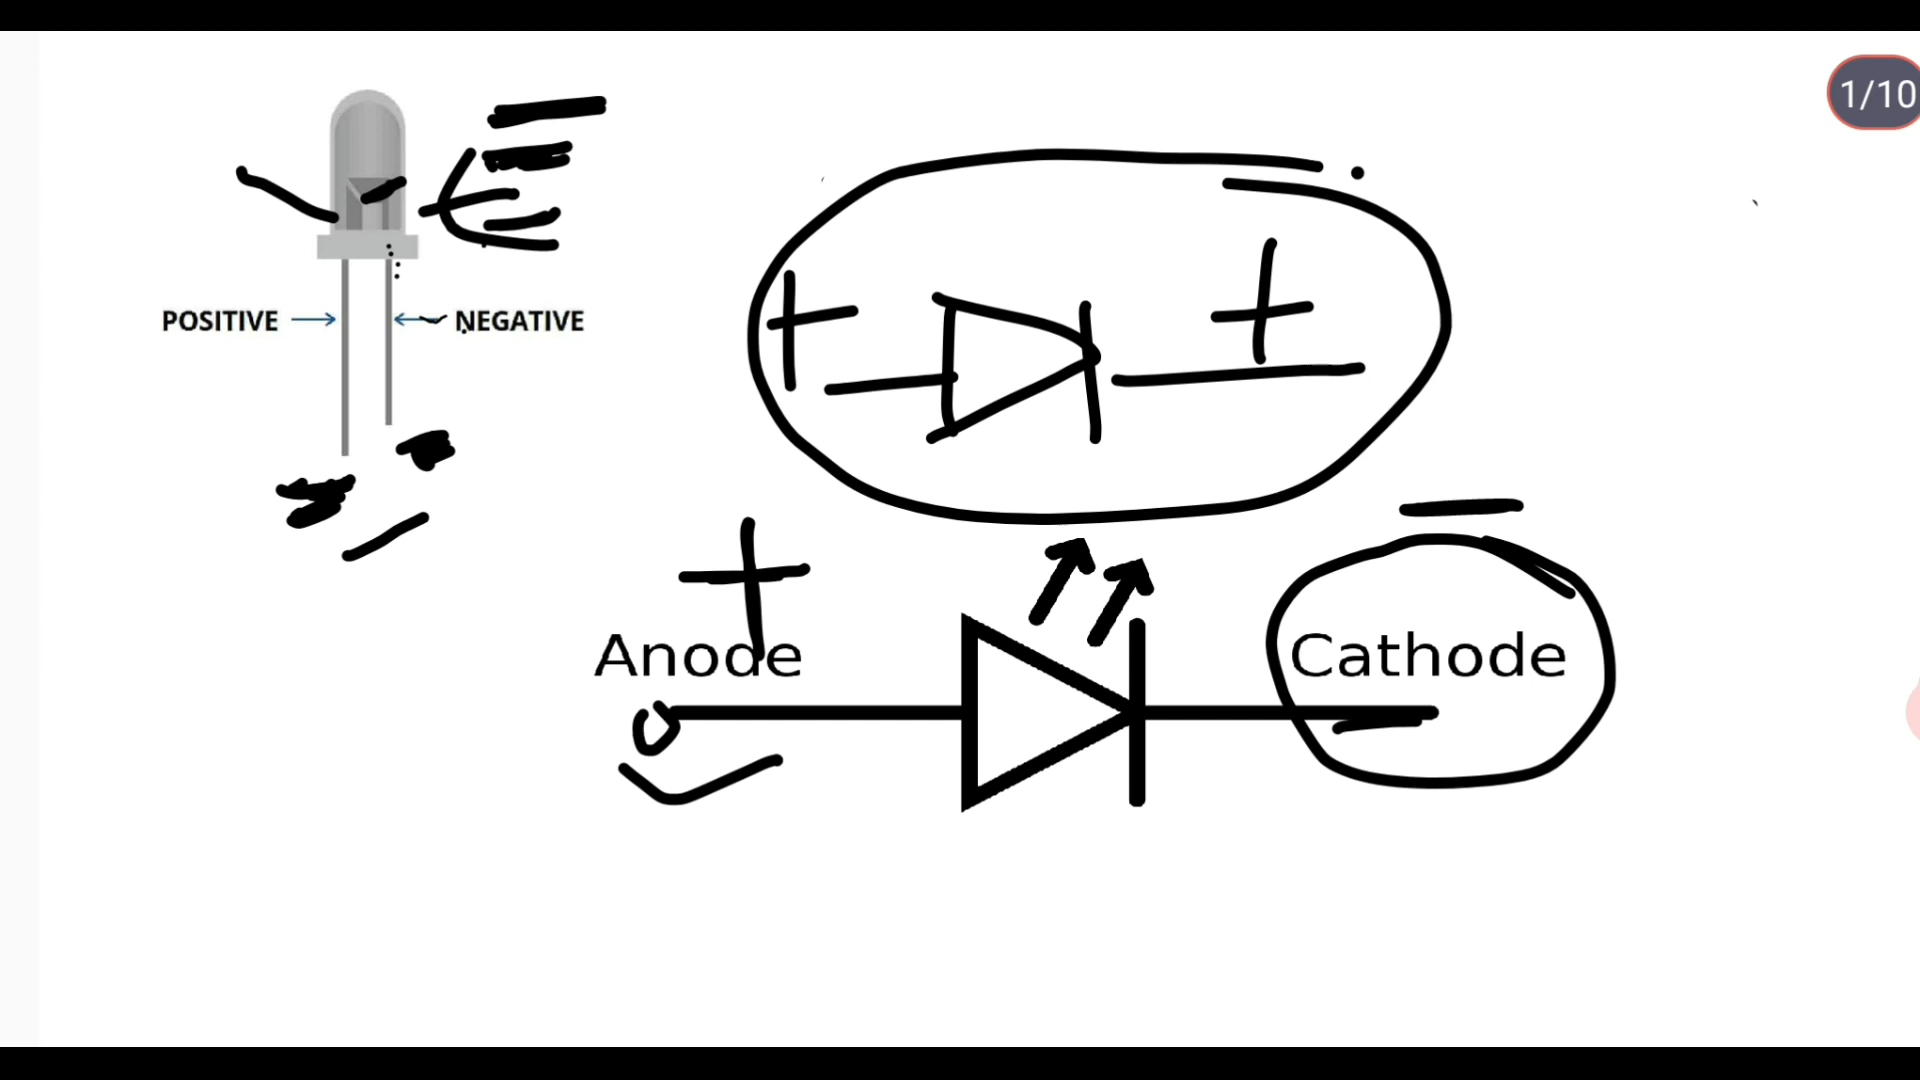 1/10
POSITIVE
NEGATIVE
+ +
+
−
Anode
Cathode